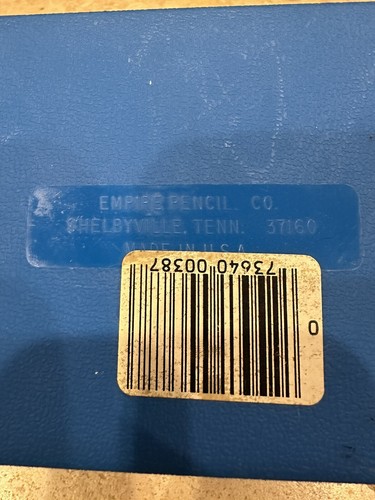 EMPIRE PENCIL. CO.
SHELBYVILLE, TENN. 37160
MADE IN U.S.A.
73640 00387
0